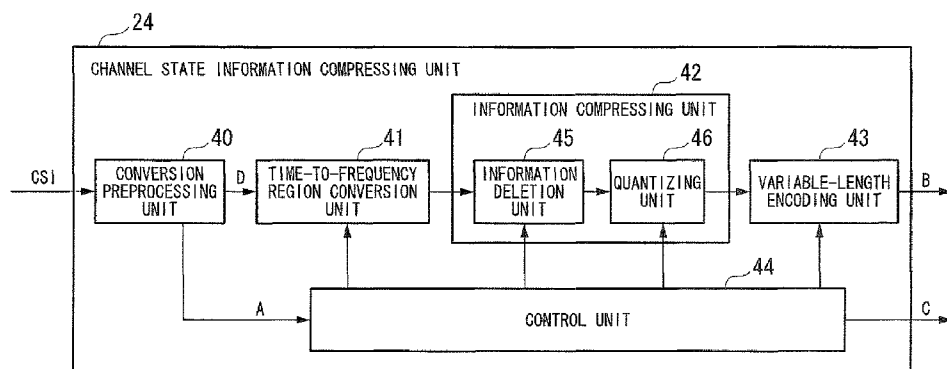 24
CHANNEL STATE INFORMATION COMPRESSING UNIT
42
INFORMATION COMPRESSING UNIT
40
41
45
46
43
CSI
CONVERSION
PREPROCESSING
UNIT
D
TIME-TO-FREQUENCY
REGION CONVERSION
UNIT
INFORMATION
DELETION
UNIT
QUANTIZING
UNIT
VARIABLE-LENGTH
ENCODING UNIT
B
44
A
CONTROL UNIT
C